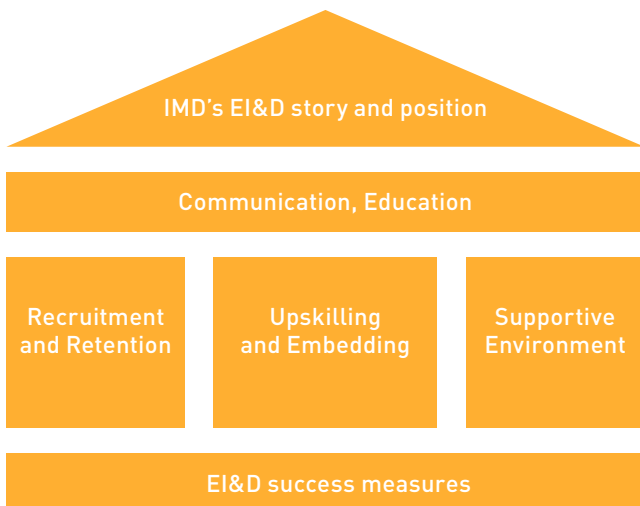 IMD’s EI&D story and position
Communication, Education
Recruitment
and Retention
Upskilling
and Embedding
Supportive
Environment
EI&D success measures